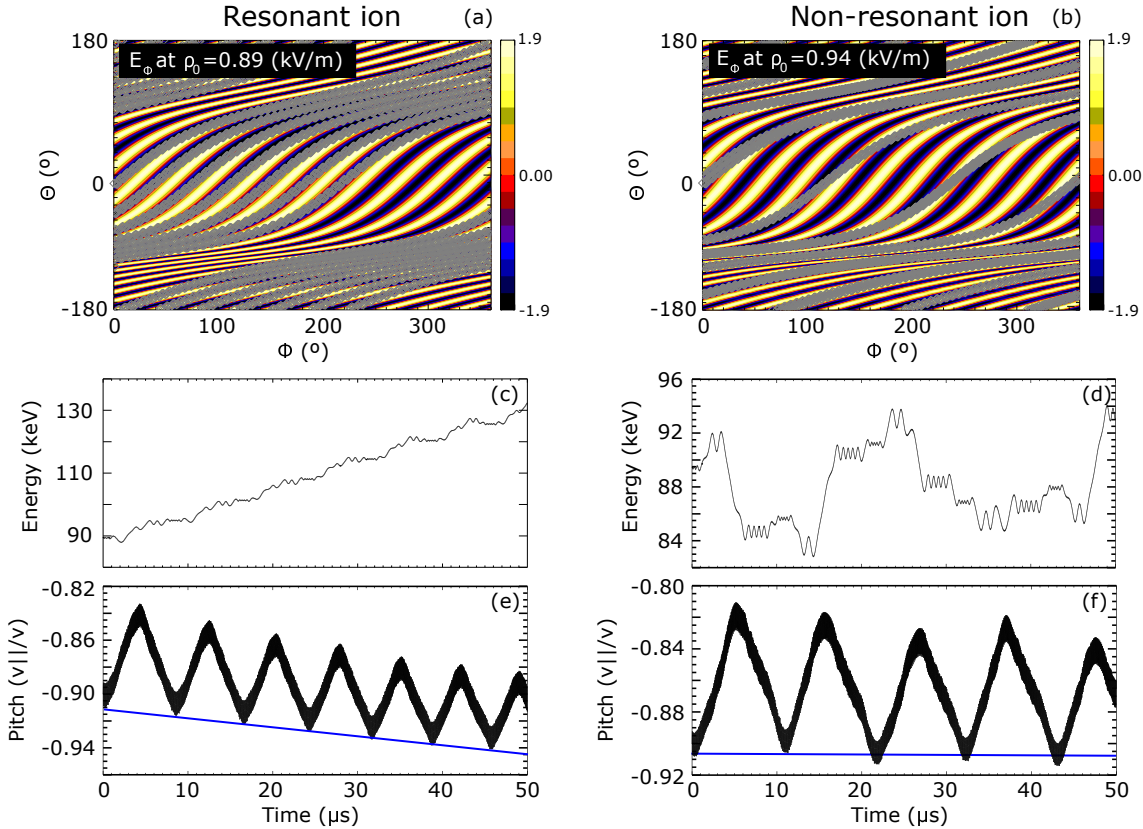 Resonant ion
(a)
Non-resonant ion
(b)
180
0
-180
Θ (º)
E_Φ at ρ₀=0.89 (kV/m)
1.9
0.00
-1.9
0
100
200
300
Φ (º)
180
0
-180
Θ (º)
E_Φ at ρ₀=0.94 (kV/m)
1.9
0.00
-1.9
0
100
200
300
Φ (º)
(c)
130
110
90
Energy (keV)
(d)
96
92
88
84
Energy (keV)
(e)
-0.82
-0.86
-0.90
-0.94
Pitch (v||/v)
0
10
20
30
40
50
Time (µs)
(f)
-0.80
-0.84
-0.88
-0.92
Pitch (v||/v)
0
10
20
30
40
50
Time (µs)